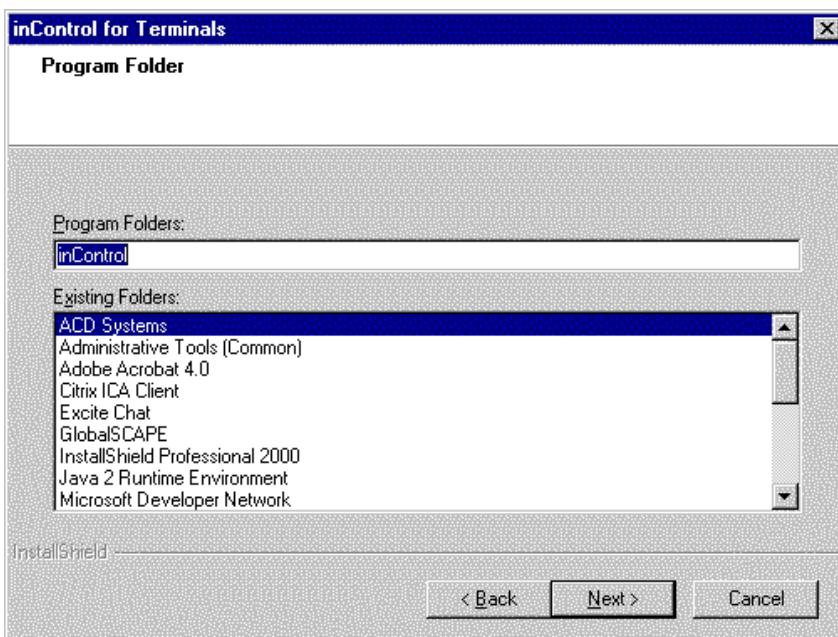 inControl for Terminals
Program Folder
Program Folders:
inControl
Existing Folders:
ACD Systems
Administrative Tools (Common)
Adobe Acrobat 4.0
Citrix ICA Client
Excite Chat
GlobalSCAPE
InstallShield Professional 2000
Java 2 Runtime Environment
Microsoft Developer Network
InstallShield
< Back Next > Cancel